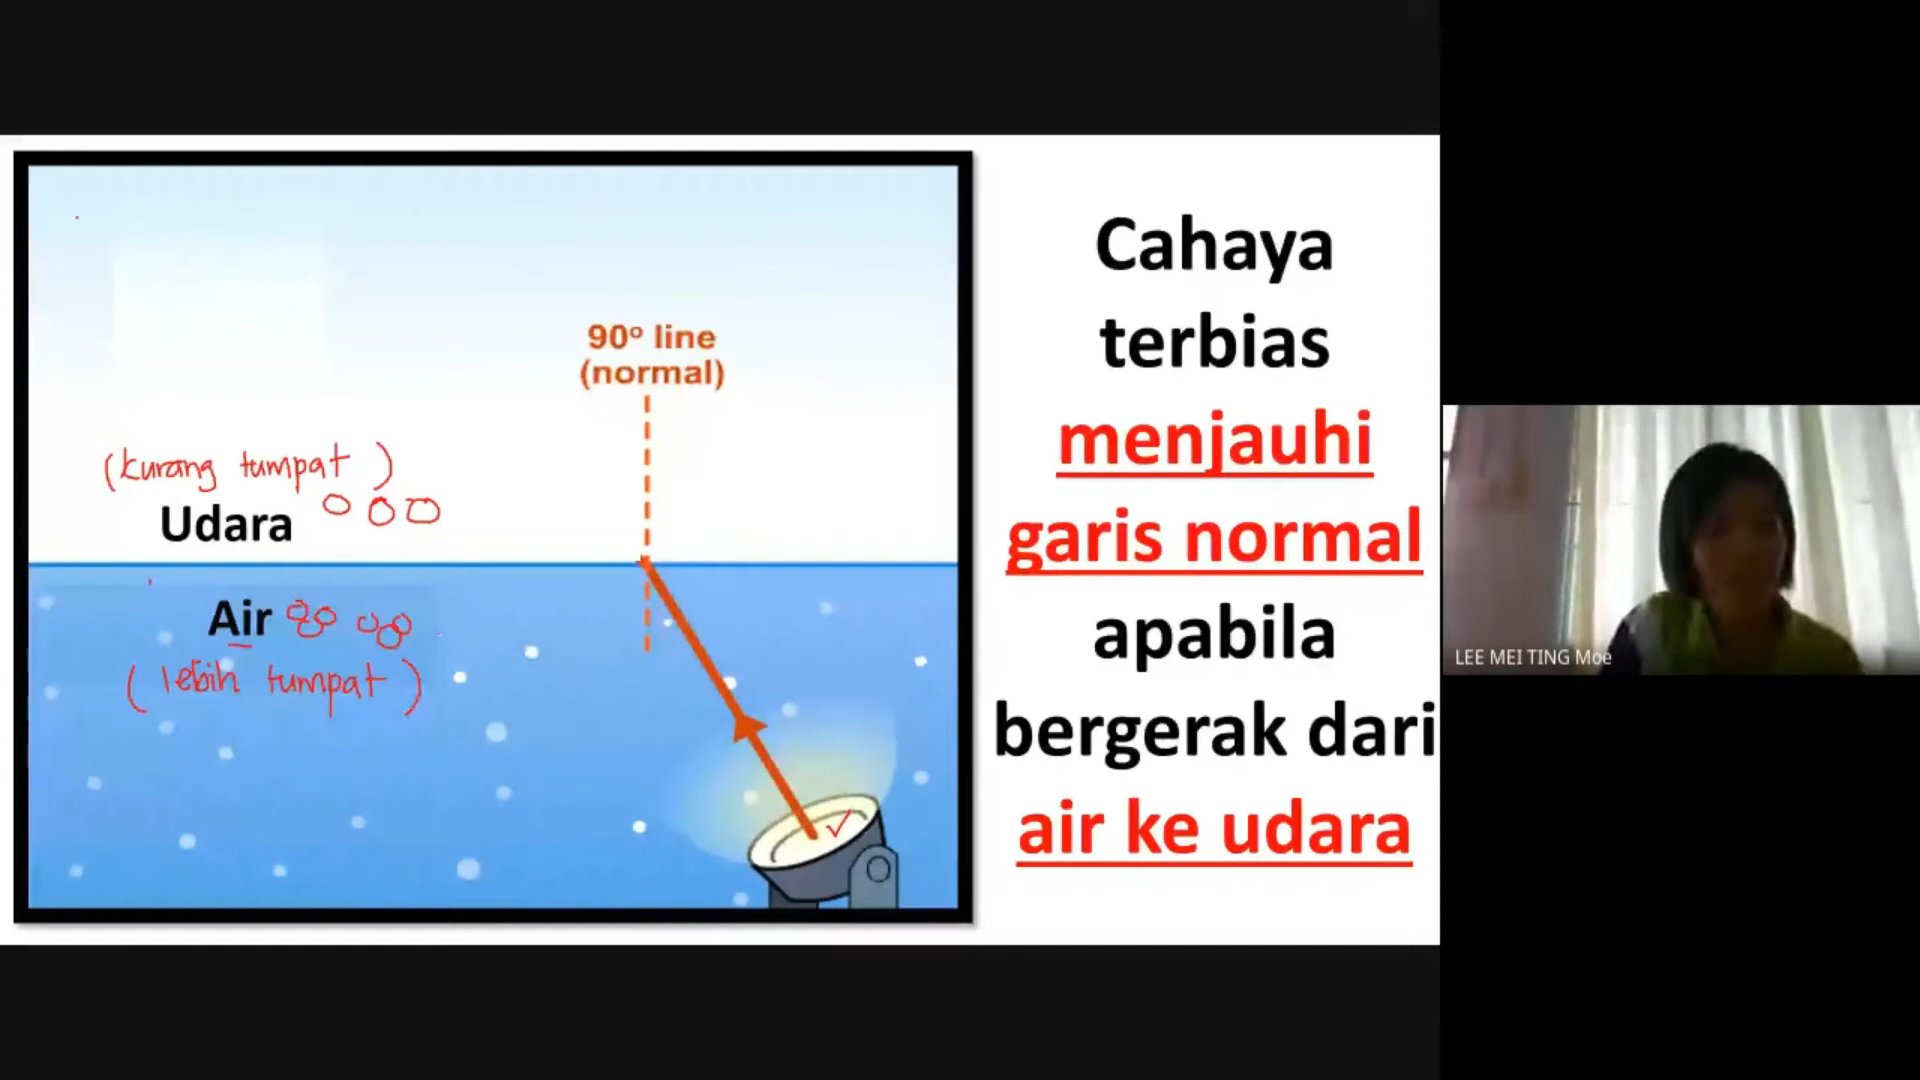 90º line
(normal)
(kurang tumpat)
Udara
Air
(lebih tumpat)
Cahaya
terbias
menjauhi
garis normal
apabila
bergerak dari
air ke udara
LEE MEI TING Moe